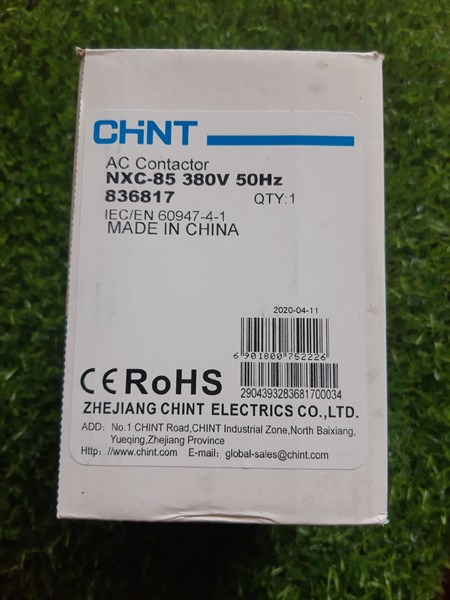 CHiNT
AC Contactor
NXC-85 380V 50Hz
836817 QTY:1
IEC/EN 60947-4-1
MADE IN CHINA
2020-04-11
6 901800 752226
CE RoHS
2904393283681700034
ZHEJIANG CHINT ELECTRICS CO.,LTD.
ADD: No.1 CHINT Road,CHINT Industrial Zone,North Baixiang,
Yueqing,Zhejiang Province
Http: //www.chint.com E-mail: global-sales@chint.com